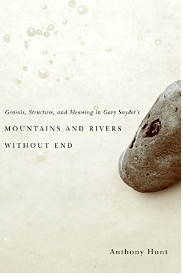 Genesis, Structure, and Meaning in Gary Snyder's
MOUNTAINS AND RIVERS
WITHOUT END
Anthony Hunt